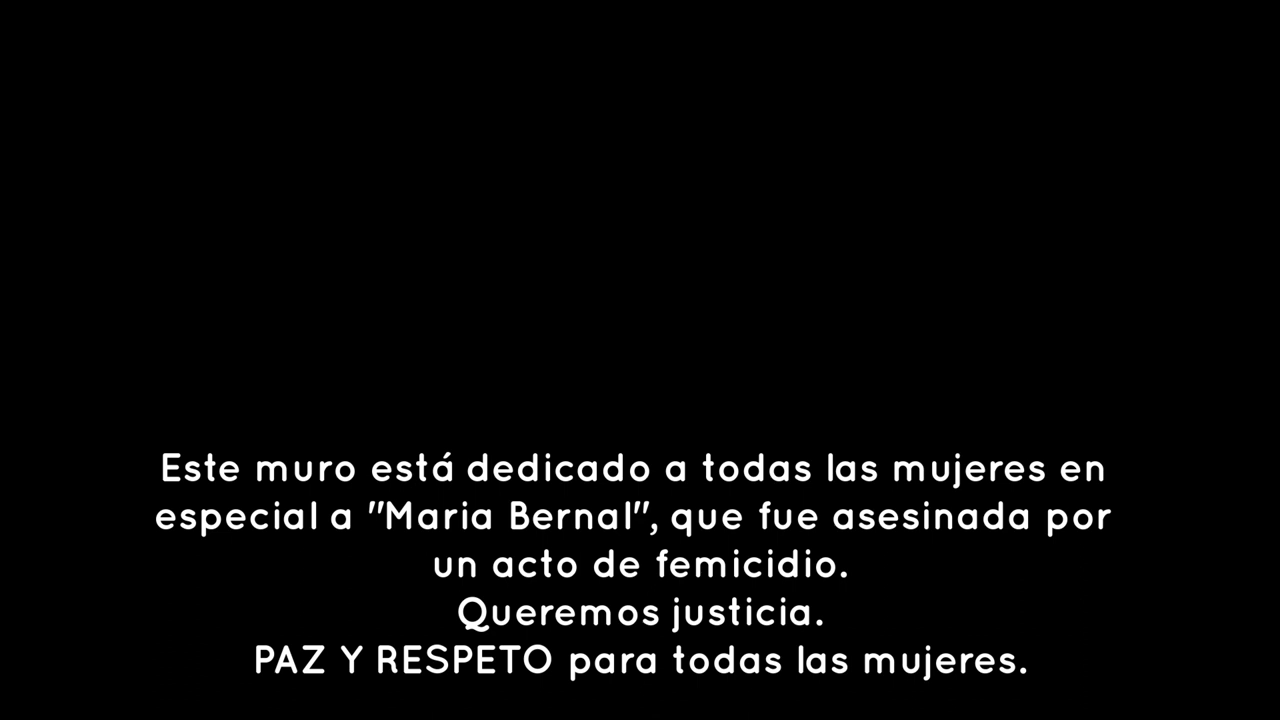 Este muro está dedicado a todas las mujeres en
especial a "Maria Bernal", que fue asesinada por
un acto de femicidio.
Queremos justicia.
PAZ Y RESPETO para todas las mujeres.